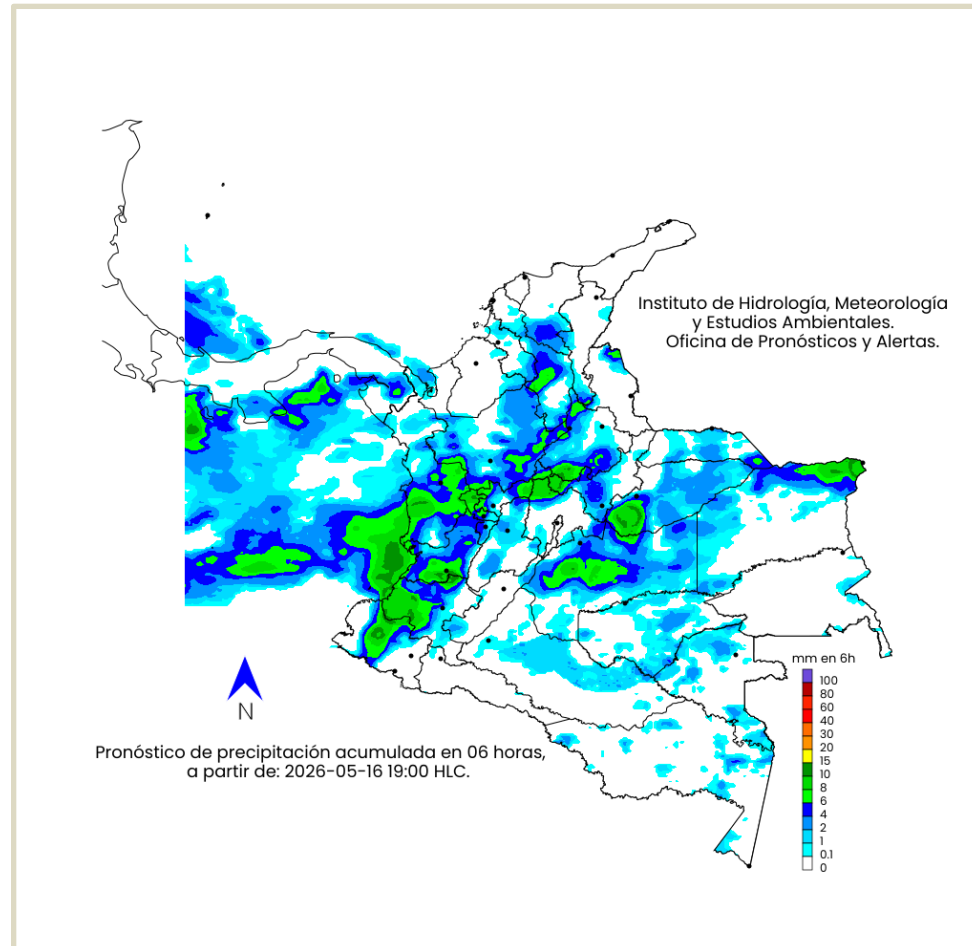 Instituto de Hidrología, Meteorología
y Estudios Ambientales.
Oficina de Pronósticos y Alertas.
mm en 6h
100
80
60
40
30
20
15
10
8
6
4
2
1
0.1
0
N
Pronóstico de precipitación acumulada en 06 horas,
a partir de: 2026-05-16 19:00 HLC.